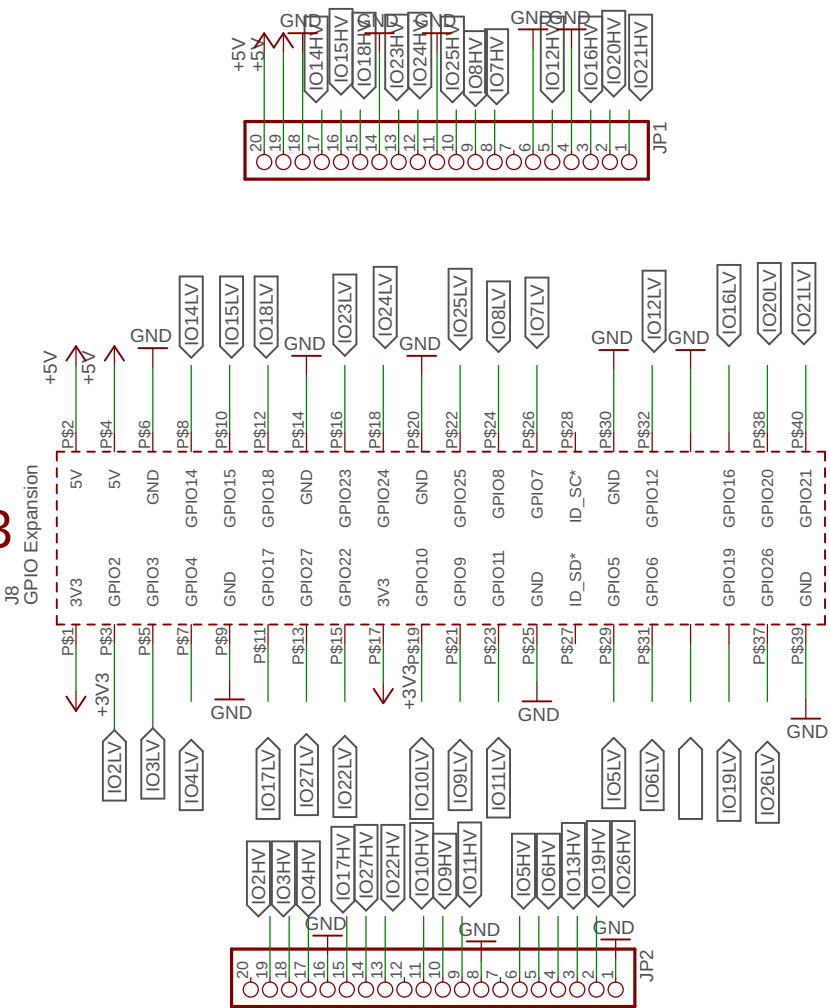 GND GND GND GND GND
+5V +5V IO14HV IO15HV IO18HV IO23HV IO24HV IO25HV IO8HV IO7HV IO12HV IO16HV IO20HV IO21HV
20 19 18 17 16 15 14 13 12 11 10 9 8 7 6 5 4 3 2 1
JP1
IO14LV IO15LV IO18LV IO23LV IO24LV IO25LV IO8LV IO7LV IO12LV IO16LV IO20LV IO21LV
+5V +5V GND GND GND GND GND
P$2 P$4 P$6 P$8 P$10 P$12 P$14 P$16 P$18 P$20 P$22 P$24 P$26 P$28 P$30 P$32 P$38 P$40
5V 5V GND GPIO14 GPIO15 GPIO18 GND GPIO23 GPIO24 GND GPIO25 GPIO8 GPIO7 ID_SC* GND GPIO12 GPIO16 GPIO20 GPIO21
3
J8
GPIO Expansion
3V3 GPIO2 GPIO3 GPIO4 GND GPIO17 GPIO27 GPIO22 3V3 GPIO10 GPIO9 GPIO11 GND ID_SD* GPIO5 GPIO6 GPIO19 GPIO26 GND
P$1 P$3 P$5 P$7 P$9 P$11 P$13 P$15 P$17 P$19 P$21 P$23 P$25 P$27 P$29 P$31 P$37 P$39
+3V3 GND +3V3 GND GND
IO2LV IO3LV IO4LV IO17LV IO27LV IO22LV IO10LV IO9LV IO11LV IO5LV IO6LV IO19LV IO26LV
IO2HV IO3HV IO4HV IO17HV IO27HV IO22HV IO10HV IO9HV IO11HV IO5HV IO6HV IO13HV IO19HV IO26HV
GND GND GND
20 19 18 17 16 15 14 13 12 11 10 9 8 7 6 5 4 3 2 1
JP2